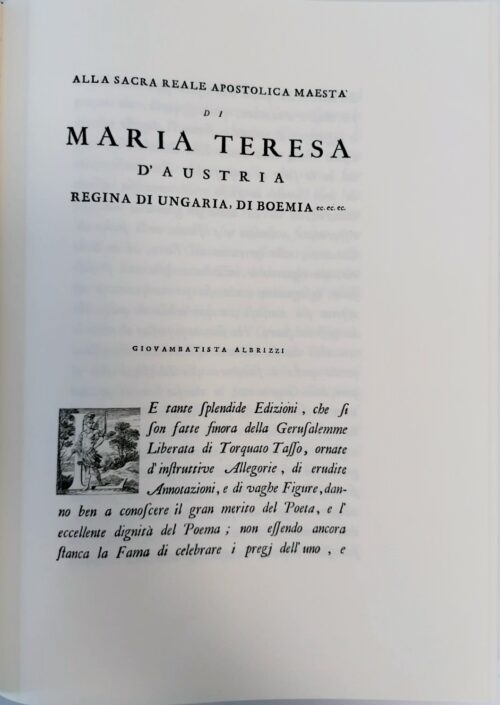 ALLA SACRA REALE APOSTOLICA MAESTA'
DI
MARIA TERESA
D'AUSTRIA
REGINA DI UNGARIA, DI BOEMIA ec. ec. ec.
GIOVAMBATISTA ALBRIZZI
LE tante ſplendide Edizioni, che ſi
ſon fatte finora della Geruſalemme
Liberata di Torquato Taſſo, ornate
d'inſtruttive Allegorie, di erudite
Annotazioni, e di vaghe Figure, dan-
no ben a conoſcere il gran merito del Poeta, e l'
eccellente dignità del Poema; non eſſendo ancora
ſtanca la Fama di celebrare i pregj dell'uno, e